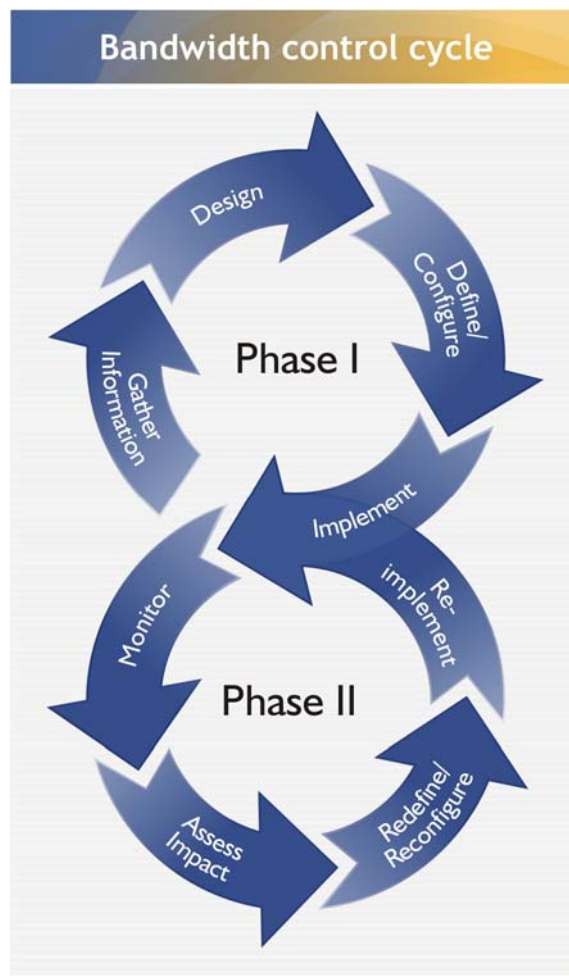 Bandwidth control cycle
Design
Define/
Configure
Phase I
Gather
Information
Implement
Re-
implement
Monitor
Phase II
Redefine/
Reconfigure
Assess
Impact